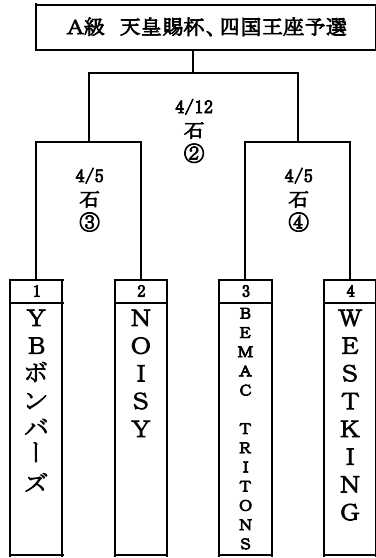 A級 天皇賜杯、四国王座予選
4/12
石
②
4/5
石
③
4/5
石
④
1
2
3
4
YBボンバーズ
NOISY
BEMAC TRITONS
WESTKING